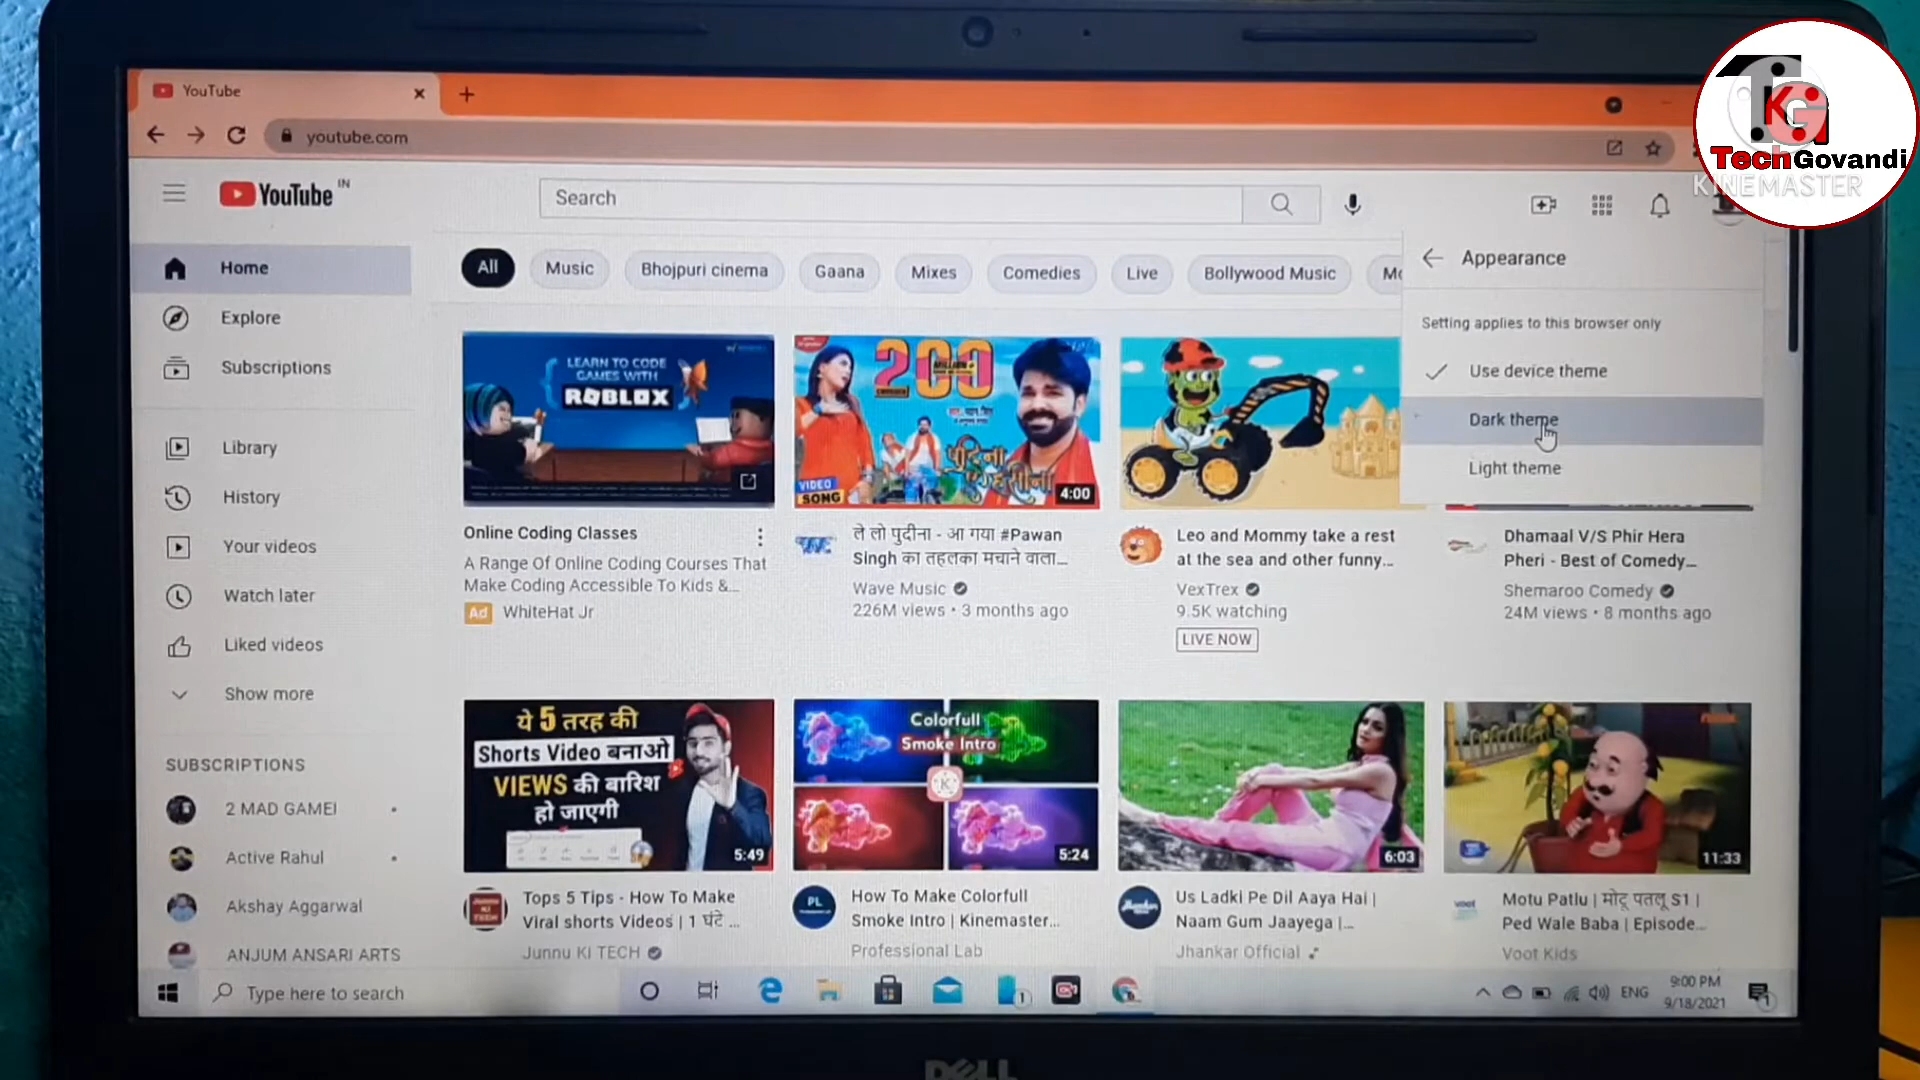 YouTube
youtube.com
TKG
TechGovandi
KINEMASTER
YouTube IN
Search
Home
Explore
Subscriptions
Library
History
Your videos
Watch later
Liked videos
Show more
SUBSCRIPTIONS
2 MAD GAMEI
Active Rahul
Akshay Aggarwal
ANJUM ANSARI ARTS
All
Music
Bhojpuri cinema
Gaana
Mixes
Comedies
Live
Bollywood Music
Appearance
Setting applies to this browser only
Use device theme
Dark theme
Light theme
LEARN TO CODE
GAMES WITH
ROBLOX
Online Coding Classes
A Range Of Online Coding Courses That
Make Coding Accessible To Kids &...
Ad WhiteHat Jr
200
MILLION+
VIDEO
SONG
4:00
ले लो पुदीना - आ गया #Pawan
Singh का तहलका मचाने वाला...
Wave Music
226M views • 3 months ago
Leo and Mommy take a rest
at the sea and other funny...
VexTrex
9.5K watching
LIVE NOW
Dhamaal V/S Phir Hera
Pheri - Best of Comedy...
Shemaroo Comedy
24M views • 8 months ago
ये 5 तरह की
Shorts Video बनाओ
VIEWS की बारिश
हो जाएगी
5:49
Tops 5 Tips - How To Make
Viral shorts Videos | 1 घंटे ...
Junnu KI TECH
Colorfull
Smoke Intro
5:24
PL
How To Make Colorfull
Smoke Intro | Kinemaster...
Professional Lab
6:03
Us Ladki Pe Dil Aaya Hai |
Naam Gum Jaayega |...
Jhankar Official
11:33
voot
Motu Patlu | मोटू पतलू S1 |
Ped Wale Baba | Episode...
Voot Kids
Type here to search
1
ENG
9:00 PM
9/18/2021
1
DELL